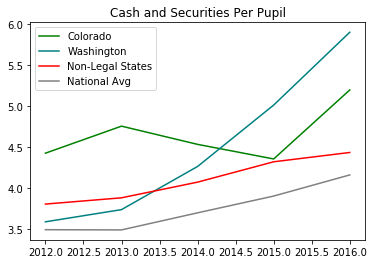 Cash and Securities Per Pupil
6.0
5.5
5.0
4.5
4.0
3.5
Colorado
Washington
Non-Legal States
National Avg
2012.0 2012.5 2013.0 2013.5 2014.0 2014.5 2015.0 2015.5 2016.0